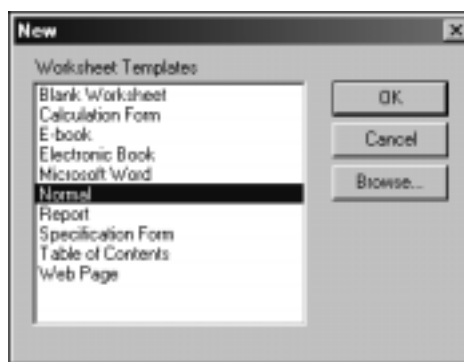 New
Worksheet Templates
Blank Worksheet
Calculation Form
E-book
Electronic Book
Microsoft Word
Normal
Report
Specification Form
Table of Contents
Web Page
OK
Cancel
Browse...